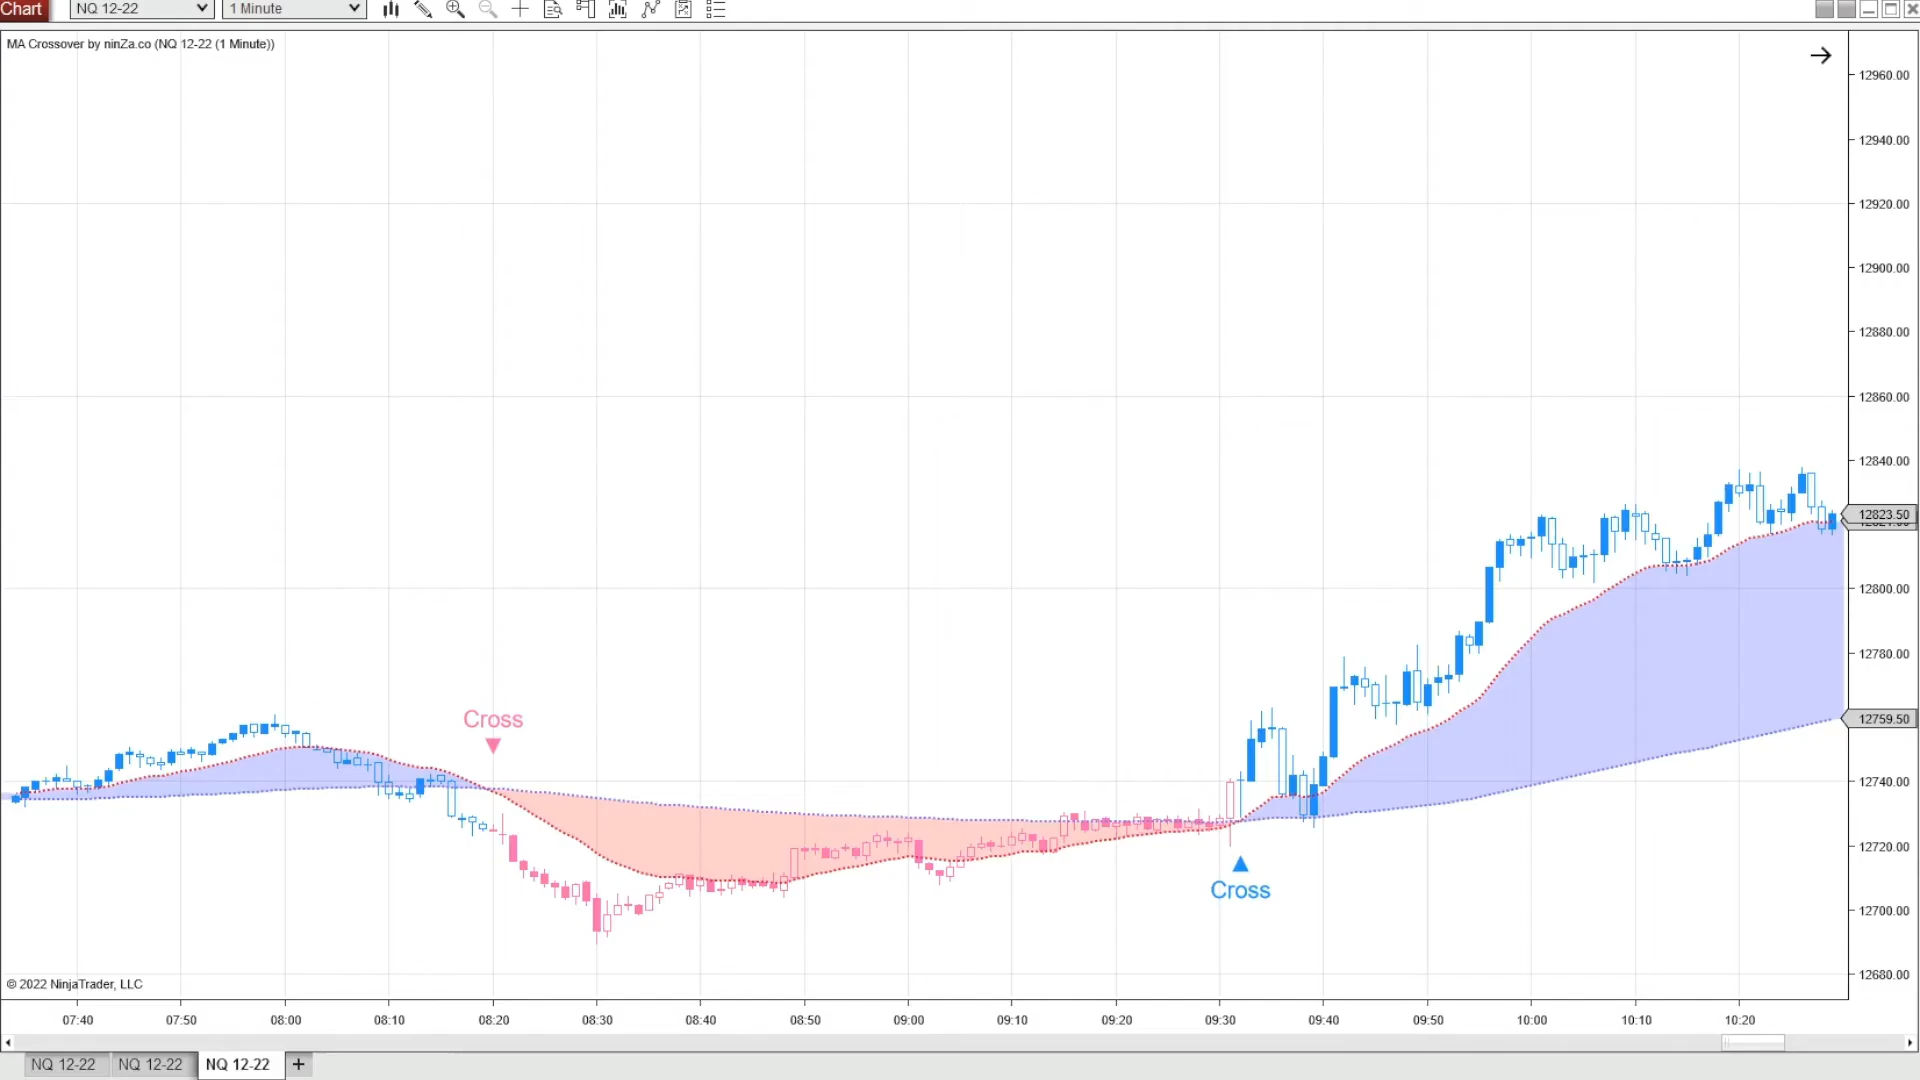 Chart NQ 12-22 1 Minute
MA Crossover by ninZa.co (NQ 12-22 (1 Minute))
12960.00
12940.00
12920.00
12900.00
12880.00
12860.00
12840.00
12823.50
12800.00
12780.00
12759.50
12740.00
12720.00
12700.00
12680.00
Cross
Cross
© 2022 NinjaTrader, LLC
07:40 07:50 08:00 08:10 08:20 08:30 08:40 08:50 09:00 09:10 09:20 09:30 09:40 09:50 10:00 10:10 10:20
NQ 12-22 NQ 12-22 NQ 12-22 +